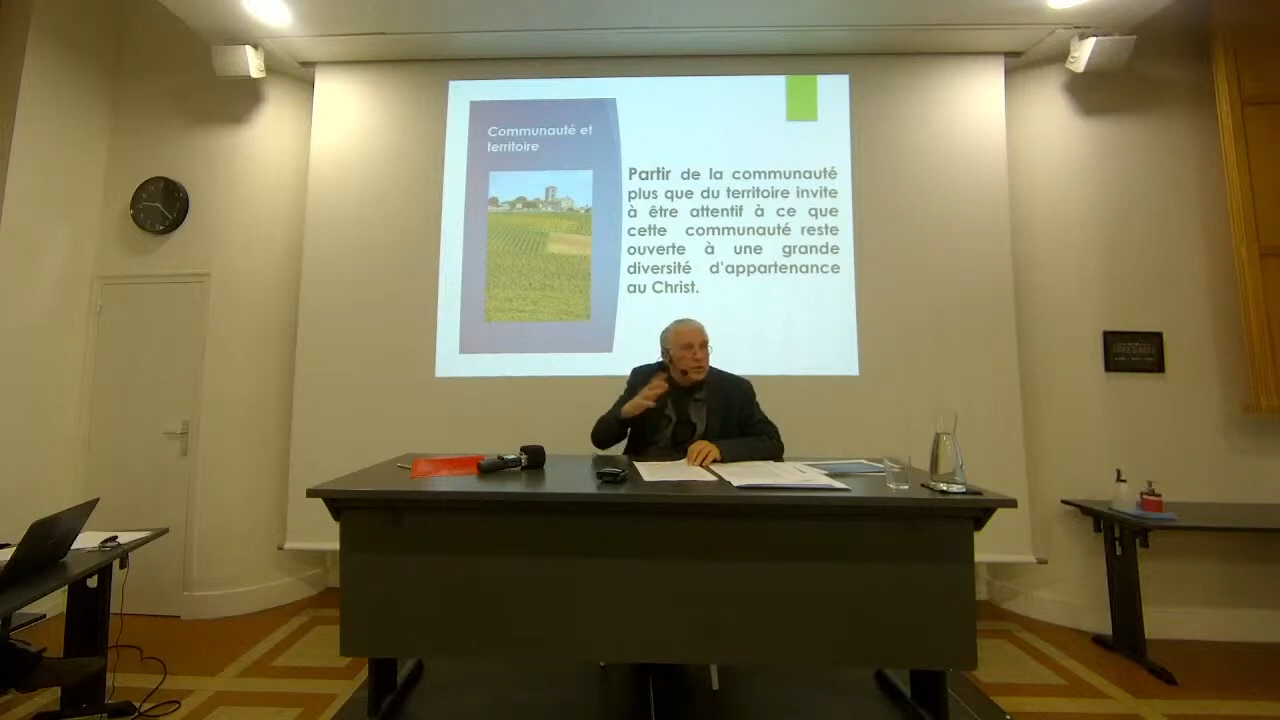 Communauté et
territoire
Partir de la communauté
plus que du territoire invite
à être attentif à ce que
cette communauté reste
ouverte à une grande
diversité d'appartenance
au Christ.